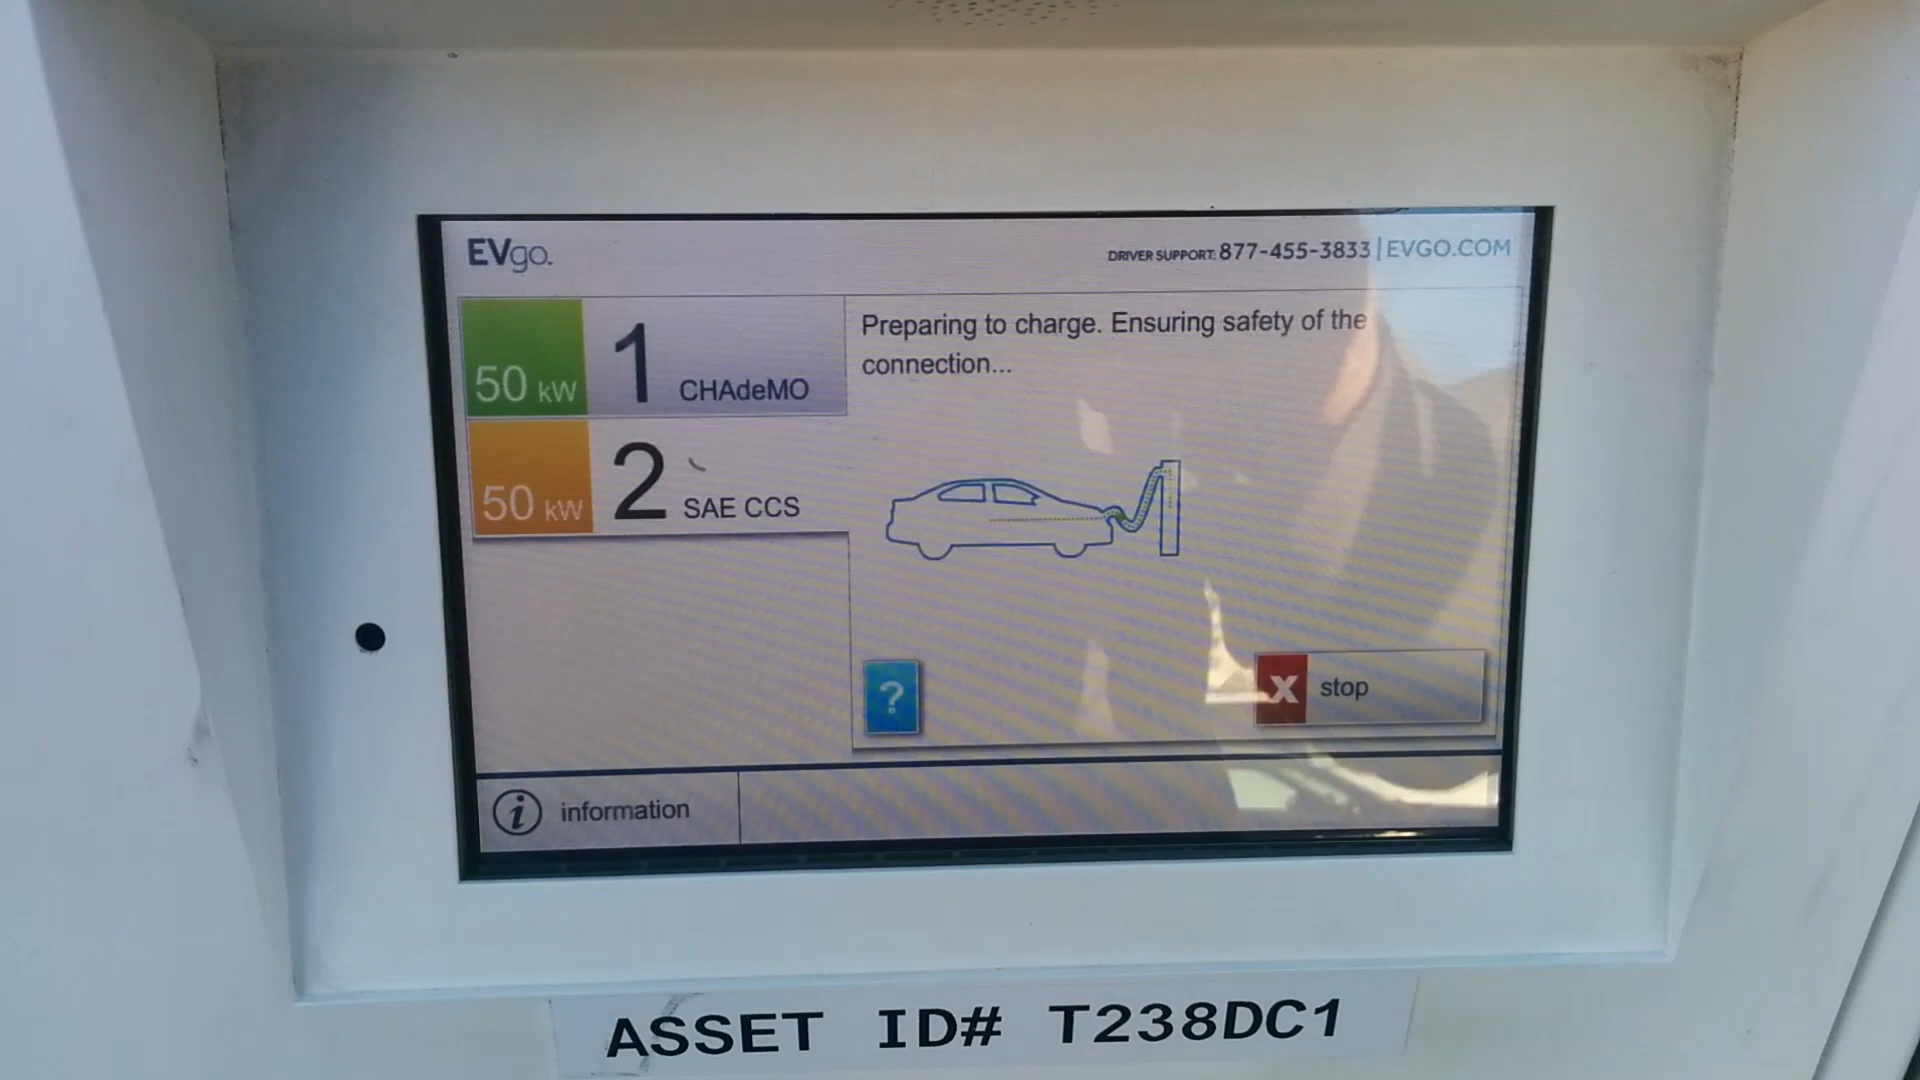 EVgo.
DRIVER SUPPORT: 877-455-3833 | EVGO.COM
50 kW 1 CHAdeMO
50 kW 2 SAE CCS
Preparing to charge. Ensuring safety of the
connection...
?
X stop
i information
ASSET ID# T238DC1